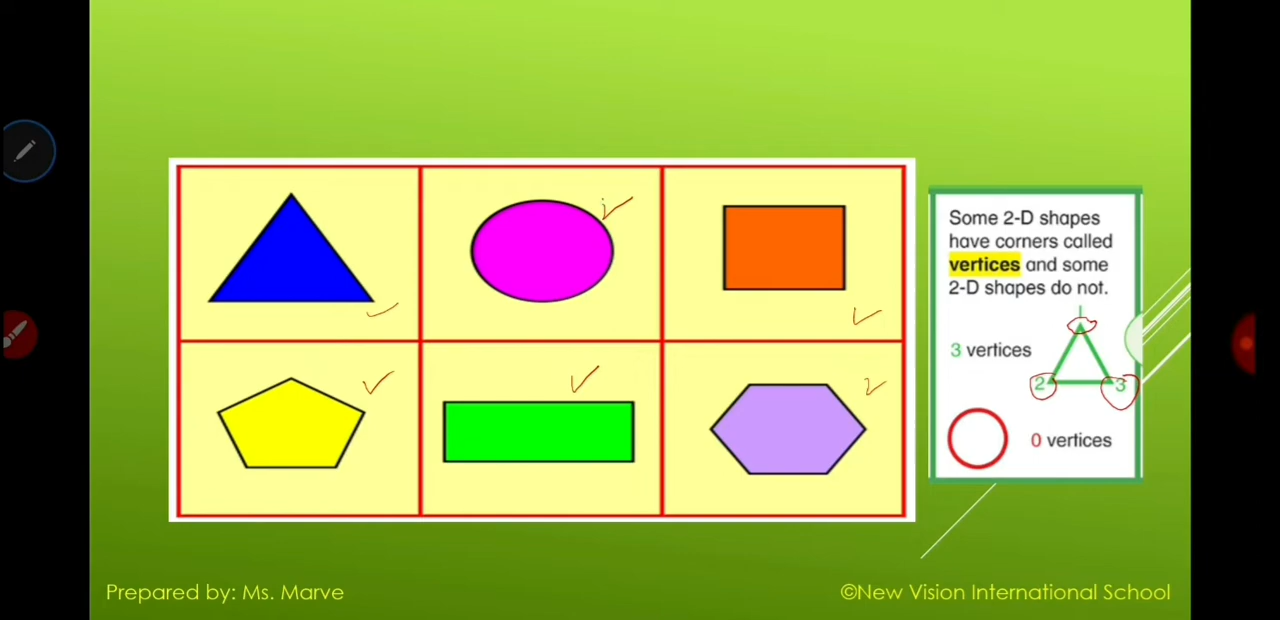 Some 2-D shapes
have corners called
vertices and some
2-D shapes do not.
1
3 vertices
2
3
0 vertices
Prepared by: Ms. Marve
©New Vision International School